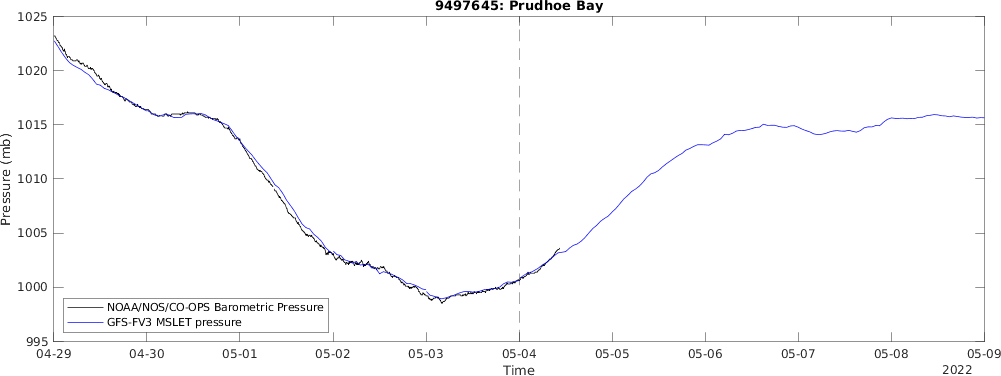 9497645: Prudhoe Bay
1025
1020
1015
1010
1005
1000
995
Pressure (mb)
NOAA/NOS/CO-OPS Barometric Pressure
GFS-FV3 MSLET pressure
04-29 04-30 05-01 05-02 05-03 05-04 05-05 05-06 05-07 05-08 05-09
Time
2022